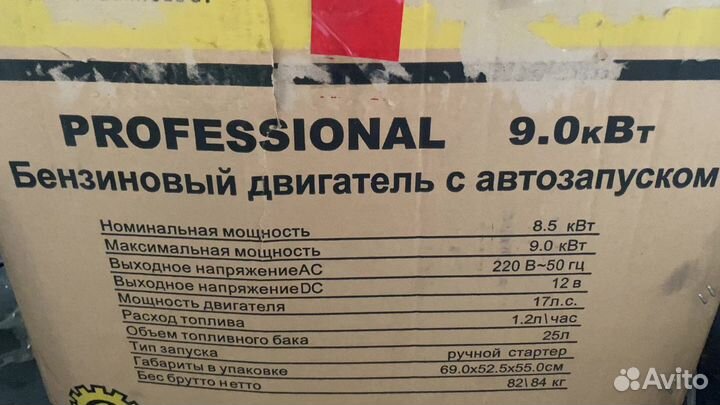 PROFESSIONAL 9.0кВт
Бензиновый двигатель с автозапуском
Номинальная мощность 8.5 кВт
Максимальная мощность 9.0 кВт
Выходное напряжениеAC 220 В~50 гц
Выходное напряжениеDC 12 в
Мощность двигателя 17л.с.
Расход топлива 1.2л\час
Объем топливного бака 25л
Тип запуска ручной стартер
Габариты в упаковке 69.0x52.5x55.0см
Бес брутто нетто 82\84 кг
Avito